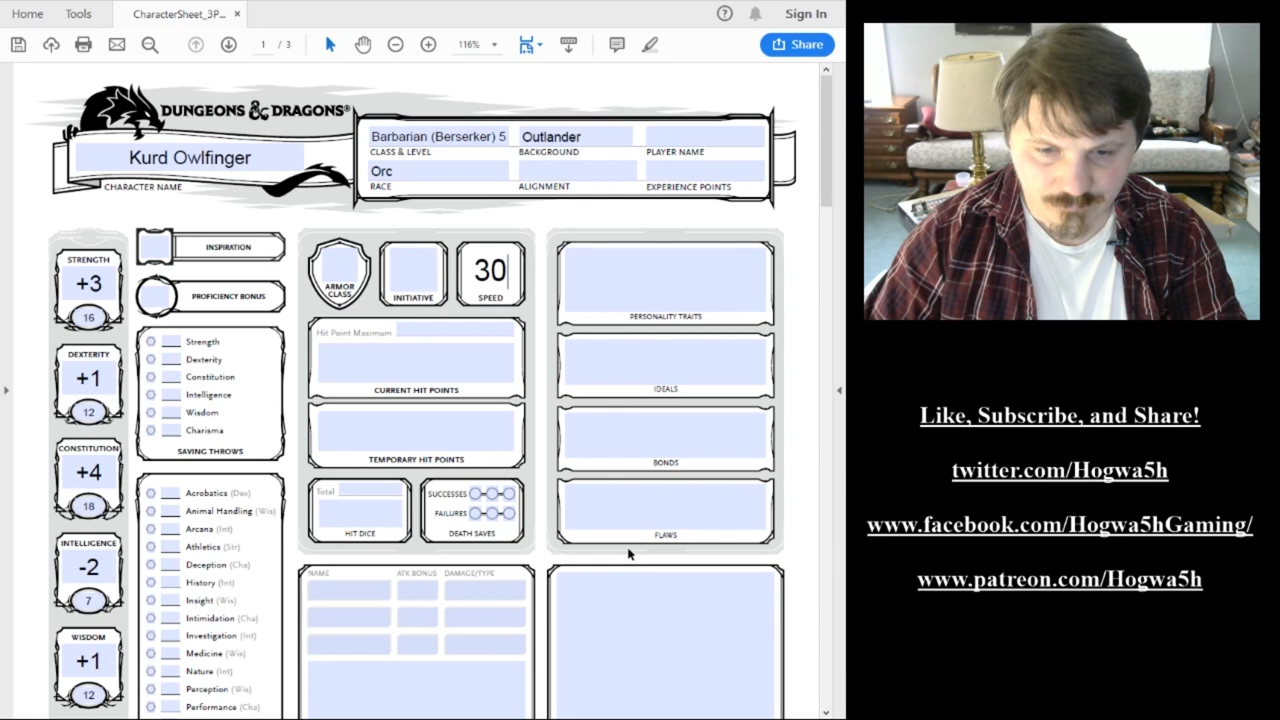 Home Tools CharacterSheet_3P... × Sign In
1 / 3 116% Share
DUNGEONS & DRAGONS®
Kurd Owlfinger
CHARACTER NAME
Barbarian (Berserker) 5 Outlander
CLASS & LEVEL BACKGROUND PLAYER NAME
Orc
RACE ALIGNMENT EXPERIENCE POINTS
STRENGTH
+3
16
DEXTERITY
+1
12
CONSTITUTION
+4
18
INTELLIGENCE
-2
7
WISDOM
+1
12
INSPIRATION
PROFICIENCY BONUS
Strength
Dexterity
Constitution
Intelligence
Wisdom
Charisma
SAVING THROWS
Acrobatics (Dex)
Animal Handling (Wis)
Arcana (Int)
Athletics (Str)
Deception (Cha)
History (Int)
Insight (Wis)
Intimidation (Cha)
Investigation (Int)
Medicine (Wis)
Nature (Int)
Perception (Wis)
Performance (Cha)
ARMOR
CLASS
INITIATIVE
30
SPEED
Hit Point Maximum
CURRENT HIT POINTS
TEMPORARY HIT POINTS
Total
HIT DICE
SUCCESSES
FAILURES
DEATH SAVES
NAME ATK BONUS DAMAGE/TYPE
PERSONALITY TRAITS
IDEALS
BONDS
FLAWS
Like, Subscribe, and Share!
twitter.com/Hogwa5h
www.facebook.com/Hogwa5hGaming/
www.patreon.com/Hogwa5h